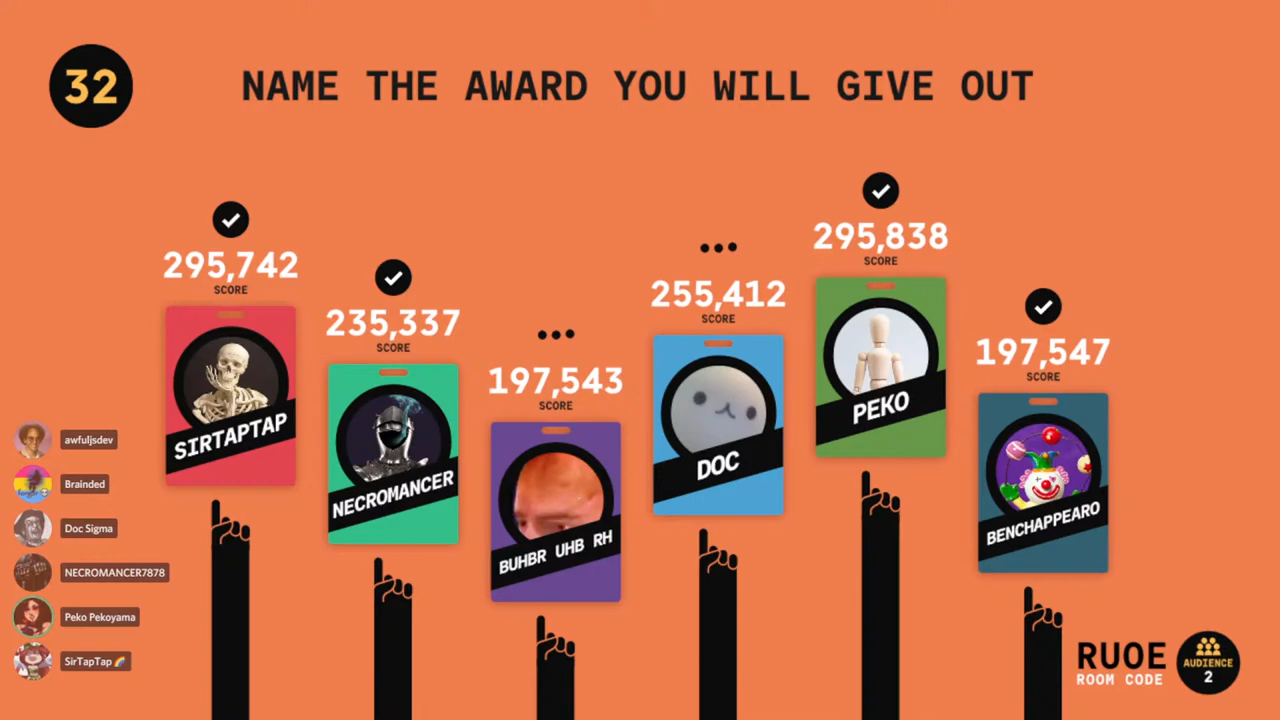 32
NAME THE AWARD YOU WILL GIVE OUT
295,742
SCORE
SIRTAPTAP
235,337
SCORE
NECROMANCER
197,543
SCORE
BUHBR UHB RH
255,412
SCORE
DOC
295,838
SCORE
PEKO
197,547
SCORE
BENCHAPPEARO
awfuljsdev
Brainded
Doc Sigma
NECROMANCER7878
Peko Pekoyama
SirTapTap 🌈
RUOE
ROOM CODE
AUDIENCE
2